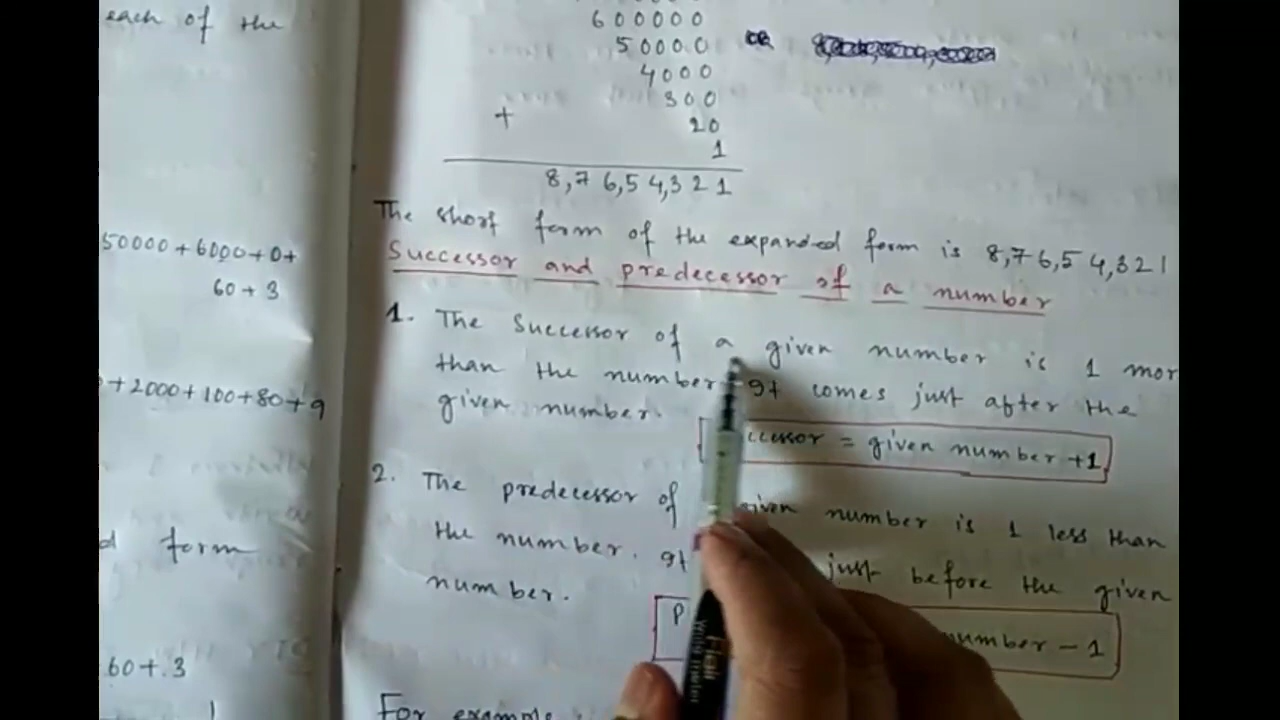 each of the
50000+6000+0+
60+3
+2000+100+80+9
form
60+3
600000
50000 OR
4000
300
+ 20
1
8,76,54,321
The short form of the expanded form is 8,76,54,321
Successor and predecessor of a number
1. The Successor of a given number is 1 mor
than the number. It comes just after the
given number.
= given number +1
2. The predecessor of given number is 1 less than
the number. It just before the given
number.
number - 1
For example
Flair